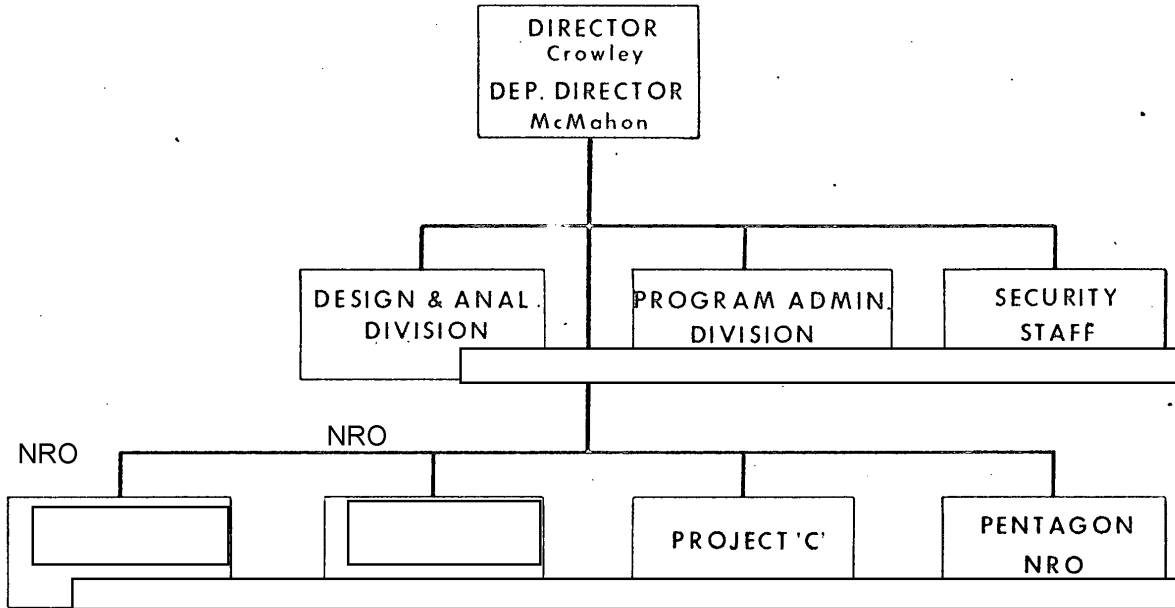 DIRECTOR
Crowley
DEP. DIRECTOR
McMahon
DESIGN & ANAL.
DIVISION
PROGRAM ADMIN.
DIVISION
SECURITY
STAFF
NRO
NRO
PROJECT 'C'
PENTAGON
NRO